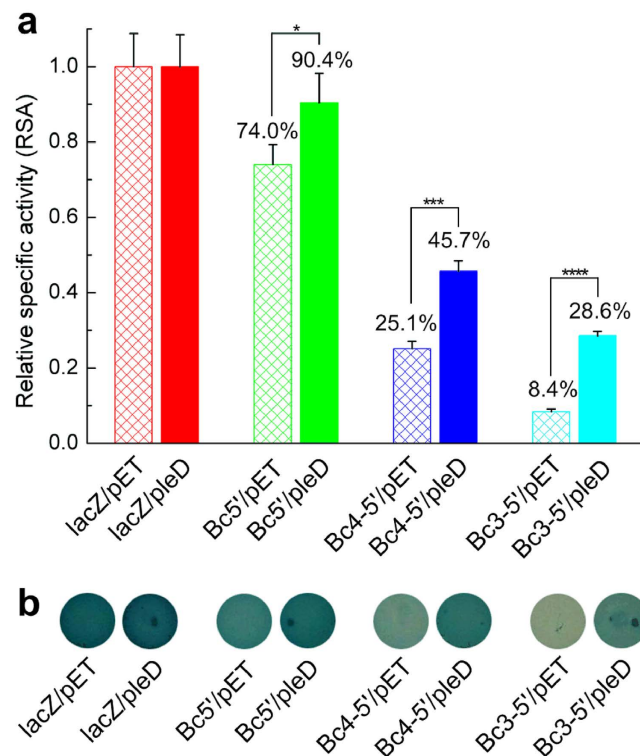 a
Relative specific activity (RSA)
1.0
0.8
0.6
0.4
0.2
0.0
*
74.0%
90.4%
***
25.1%
45.7%
****
8.4%
28.6%
lacZ/pET
lacZ/pleD
Bc5'/pET
Bc5'/pleD
Bc4-5'/pET
Bc4-5'/pleD
Bc3-5'/pET
Bc3-5'/pleD
b
lacZ/pET
lacZ/pleD
Bc5'/pET
Bc5'/pleD
Bc4-5'/pET
Bc4-5'/pleD
Bc3-5'/pET
Bc3-5'/pleD